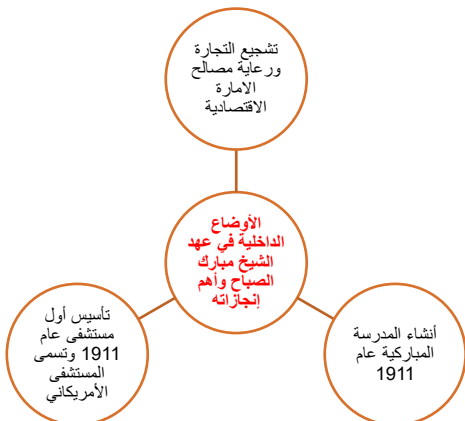 تشجيع التجارة
ورعاية مصالح
الامارة
الاقتصادية
الأوضاع
الداخلية في عهد
الشيخ مبارك
الصباح وأهم
إنجازاته
أنشاء المدرسة
المباركية عام
1911
تأسيس أول
مستشفى عام
1911 وتسمى
المستشفى
الأمريكاني